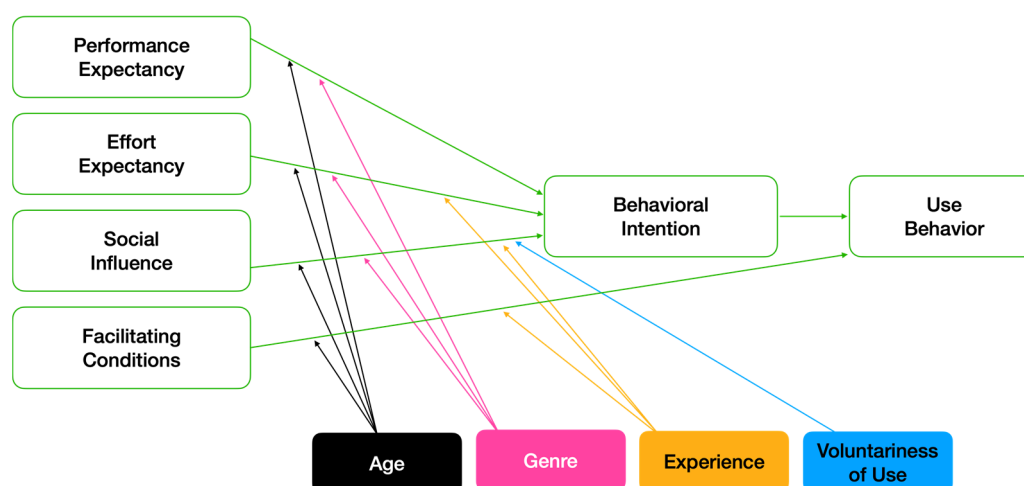 Performance
Expectancy
Effort
Expectancy
Social
Influence
Facilitating
Conditions
Behavioral
Intention
Use
Behavior
Age
Genre
Experience
Voluntariness
of Use